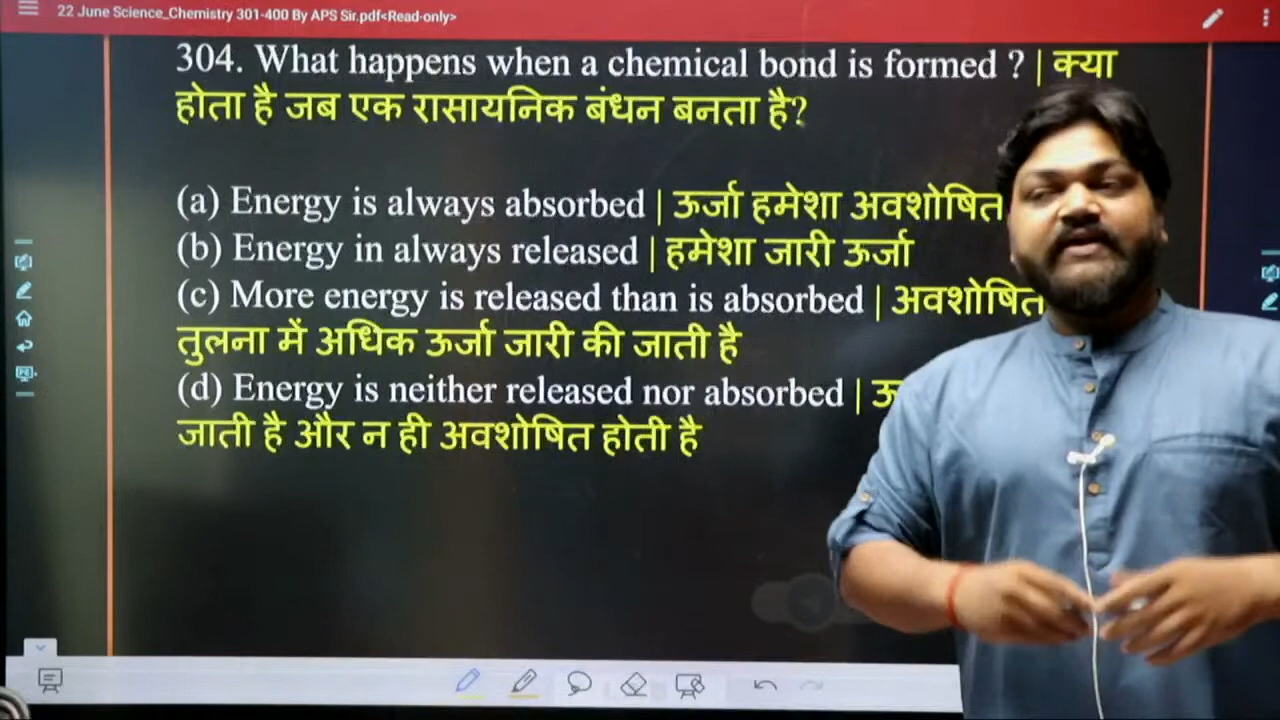 22 June Science_Chemistry 301-400 By APS Sir.pdf<Read-only>
304. What happens when a chemical bond is formed ? | क्या
होता है जब एक रासायनिक बंधन बनता है?
(a) Energy is always absorbed | ऊर्जा हमेशा अवशोषित
(b) Energy in always released | हमेशा जारी ऊर्जा
(c) More energy is released than is absorbed | अवशोषित
तुलना में अधिक ऊर्जा जारी की जाती है
(d) Energy is neither released nor absorbed |
जाती है और न ही अवशोषित होती है